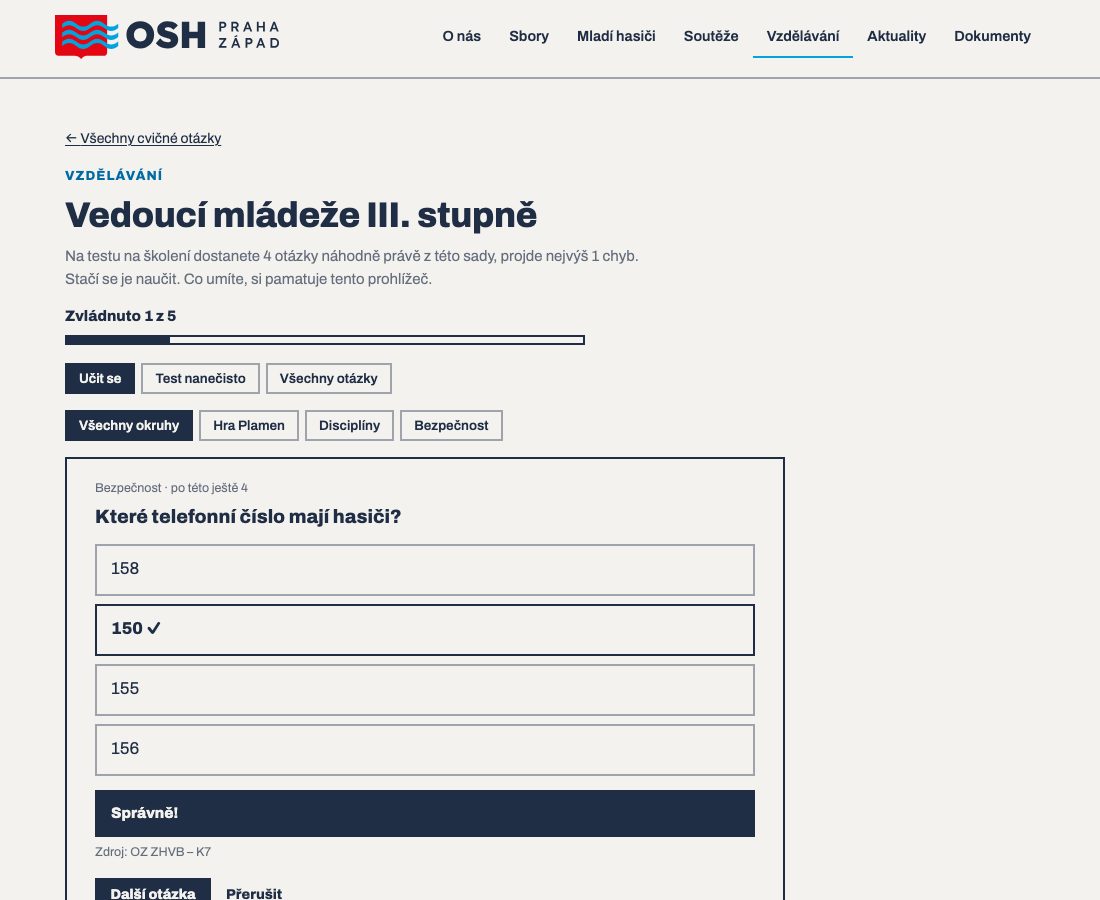 OSH PRAHA ZÁPAD
O nás Sbory Mladí hasiči Soutěže Vzdělávání Aktuality Dokumenty
← Všechny cvičné otázky
VZDĚLÁVÁNÍ
Vedoucí mládeže III. stupně
Na testu na školení dostanete 4 otázky náhodně právě z této sady, projde nejvýš 1 chyb.
Stačí se je naučit. Co umíte, si pamatuje tento prohlížeč.
Zvládnuto 1 z 5
Učit se Test nanečisto Všechny otázky
Všechny okruhy Hra Plamen Disciplíny Bezpečnost
Bezpečnost · po této ještě 4
Které telefonní číslo mají hasiči?
158
150 ✓
155
156
Správně!
Zdroj: OZ ZHVB – K7
Další otázka Přerušit